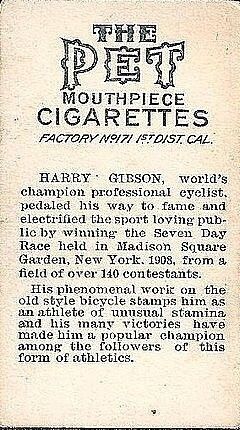 THE
PET
MOUTHPIECE
CIGARETTES
FACTORY No 171 1ST DIST. CAL.
HARRY GIBSON, world's
champion professional cyclist,
pedaled his way to fame and
electrified the sport loving pub-
lic by winning the Seven Day
Race held in Madison Square
Garden, New York, 1908, from a
field of over 140 contestants.
His phenomenal work on the
old style bicycle stamps him as
an athlete of unusual stamina
and his many victories have
made him a popular champion
among the followers of this
form of athletics.